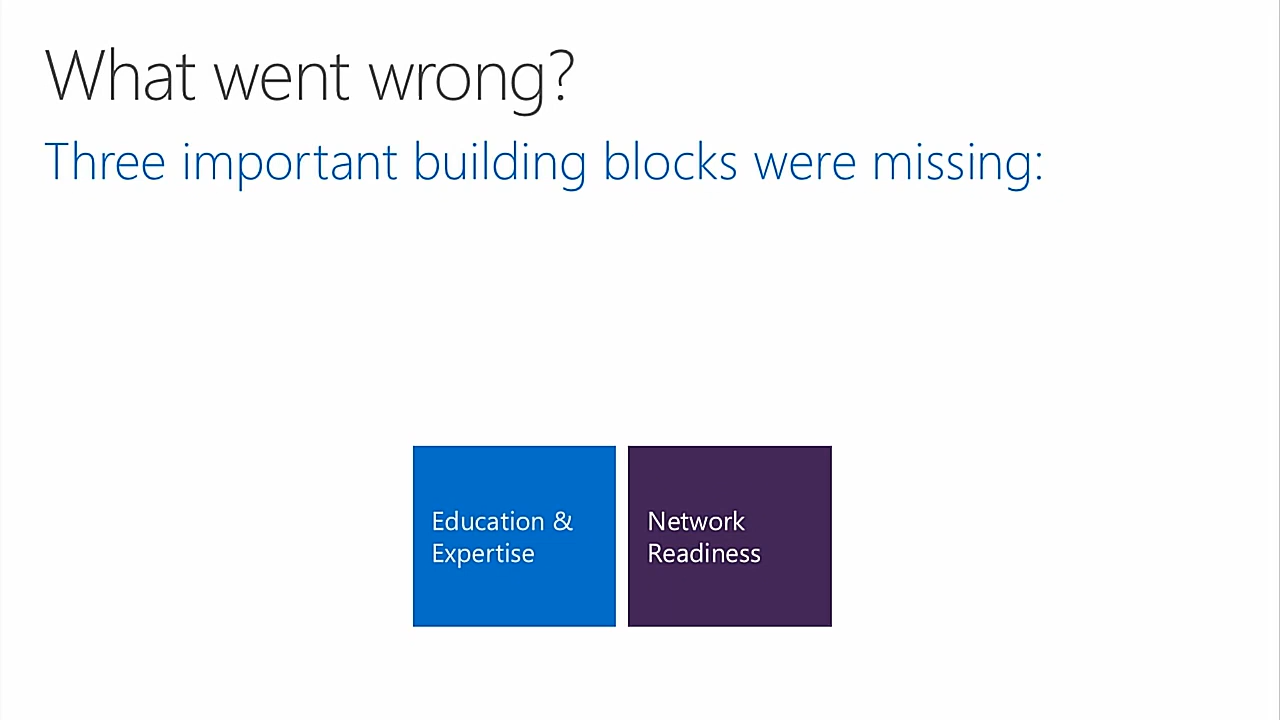 What went wrong?
Three important building blocks were missing:
Education &
Expertise
Network
Readiness